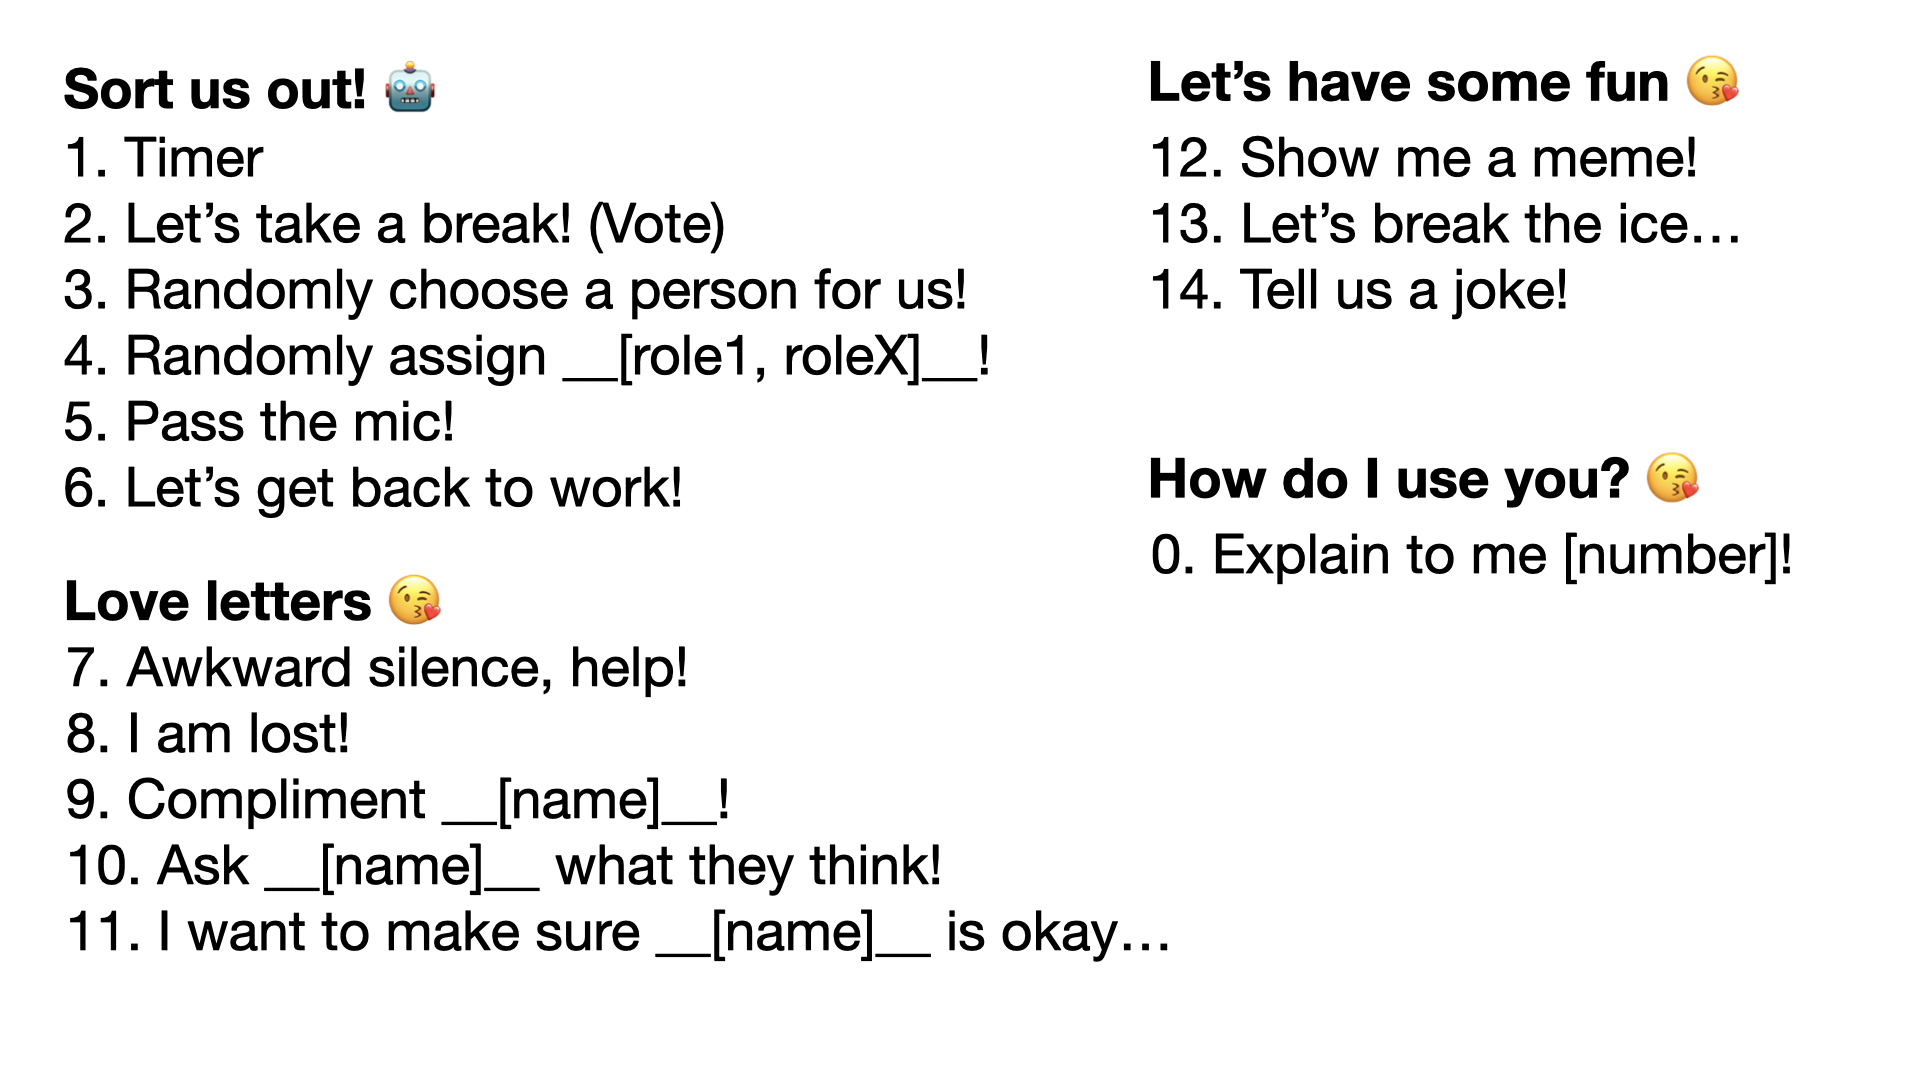 Sort us out! 🤖
1. Timer
2. Let’s take a break! (Vote)
3. Randomly choose a person for us!
4. Randomly assign __[role1, roleX]__!
5. Pass the mic!
6. Let’s get back to work!
Love letters 😘
7. Awkward silence, help!
8. I am lost!
9. Compliment __[name]__!
10. Ask __[name]__ what they think!
11. I want to make sure __[name]__ is okay…
Let’s have some fun 😘
12. Show me a meme!
13. Let’s break the ice…
14. Tell us a joke!
How do I use you? 😘
0. Explain to me [number]!